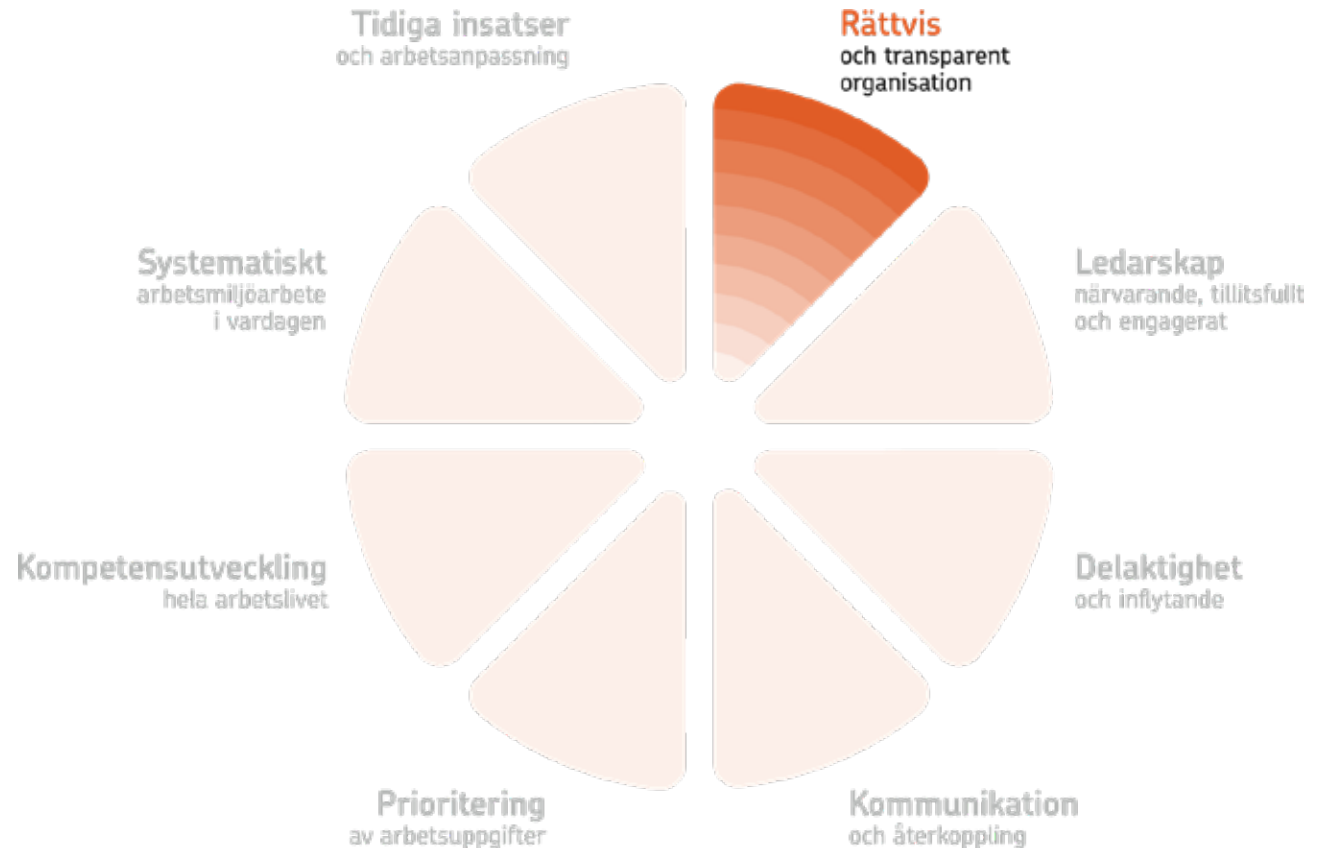 Tidiga insatser
och arbetsanpassning
Rättvis
och transparent
organisation
Systematiskt
arbetsmiljöarbete
i vardagen
Ledarskap
närvarande, tillitsfullt
och engagerat
Kompetensutveckling
hela arbetslivet
Delaktighet
och inflytande
Prioritering
av arbetsuppgifter
Kommunikation
och återkoppling